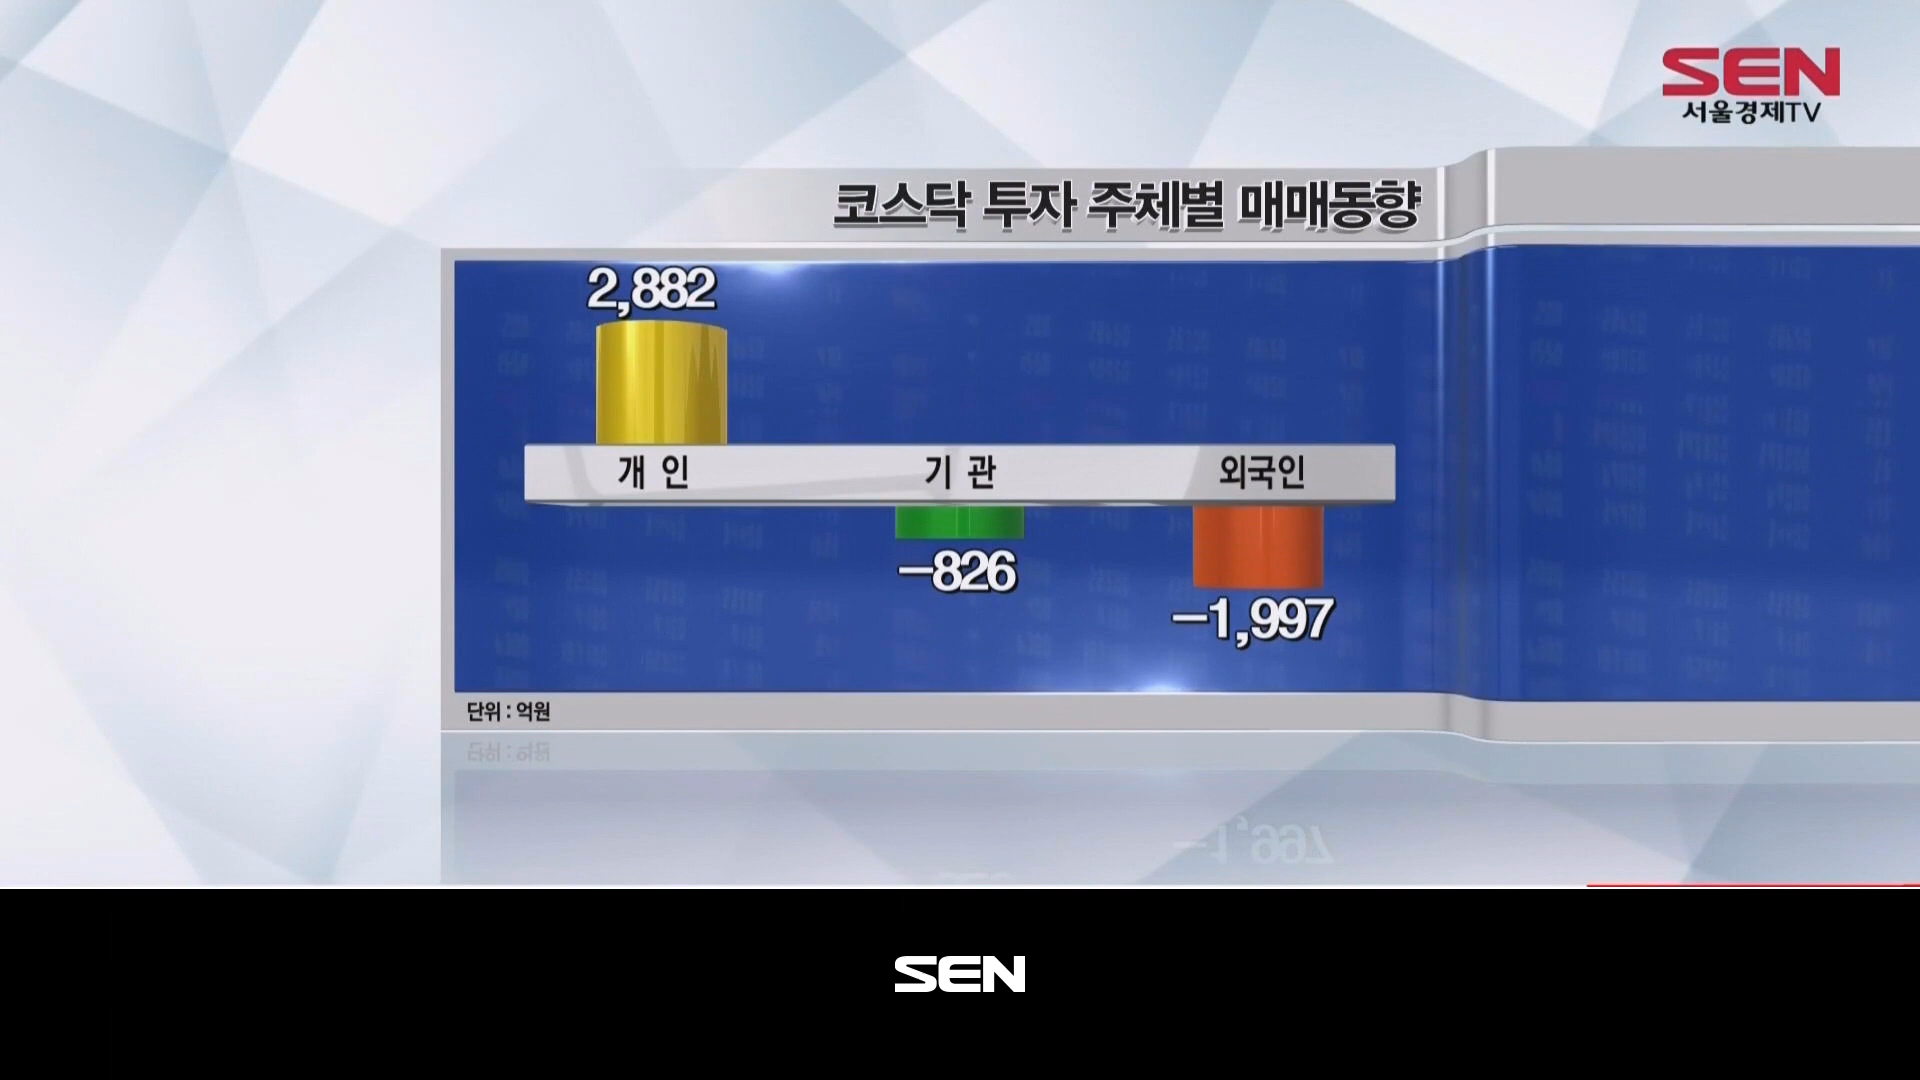 SEN
서울경제TV
코스닥 투자 주체별 매매동향
2,882
개 인
기 관
외국인
-826
-1,997
단위 : 억원
SEN